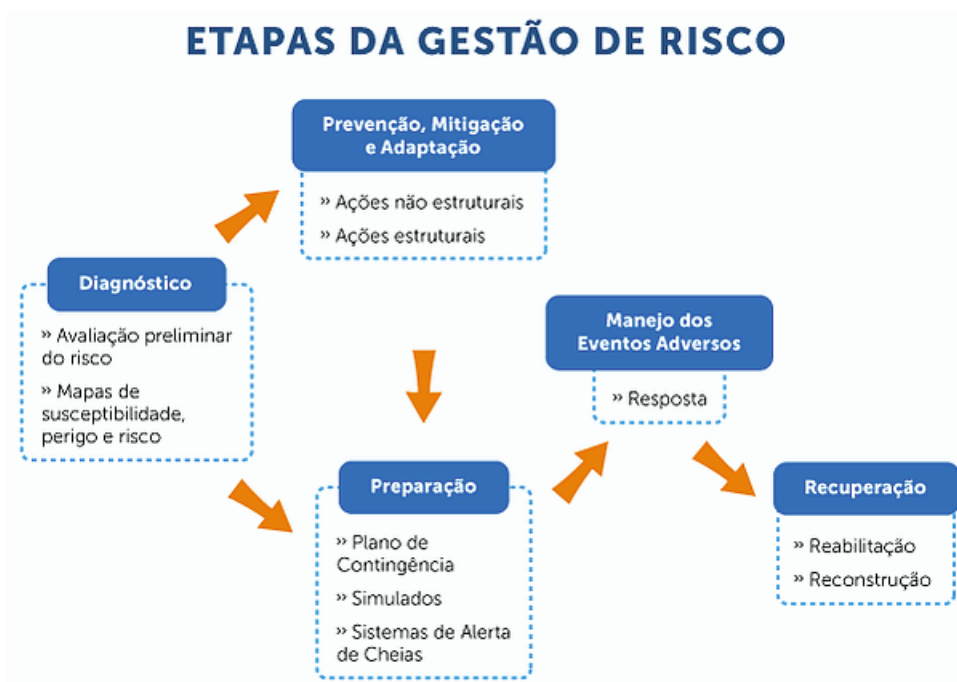 ETAPAS DA GESTÃO DE RISCO
Prevenção, Mitigação
e Adaptação
» Ações não estruturais
» Ações estruturais
Diagnóstico
» Avaliação preliminar
do risco
» Mapas de
susceptibilidade,
perigo e risco
Preparação
» Plano de
Contingência
» Simulados
» Sistemas de Alerta
de Cheias
Manejo dos
Eventos Adversos
» Resposta
Recuperação
» Reabilitação
» Reconstrução